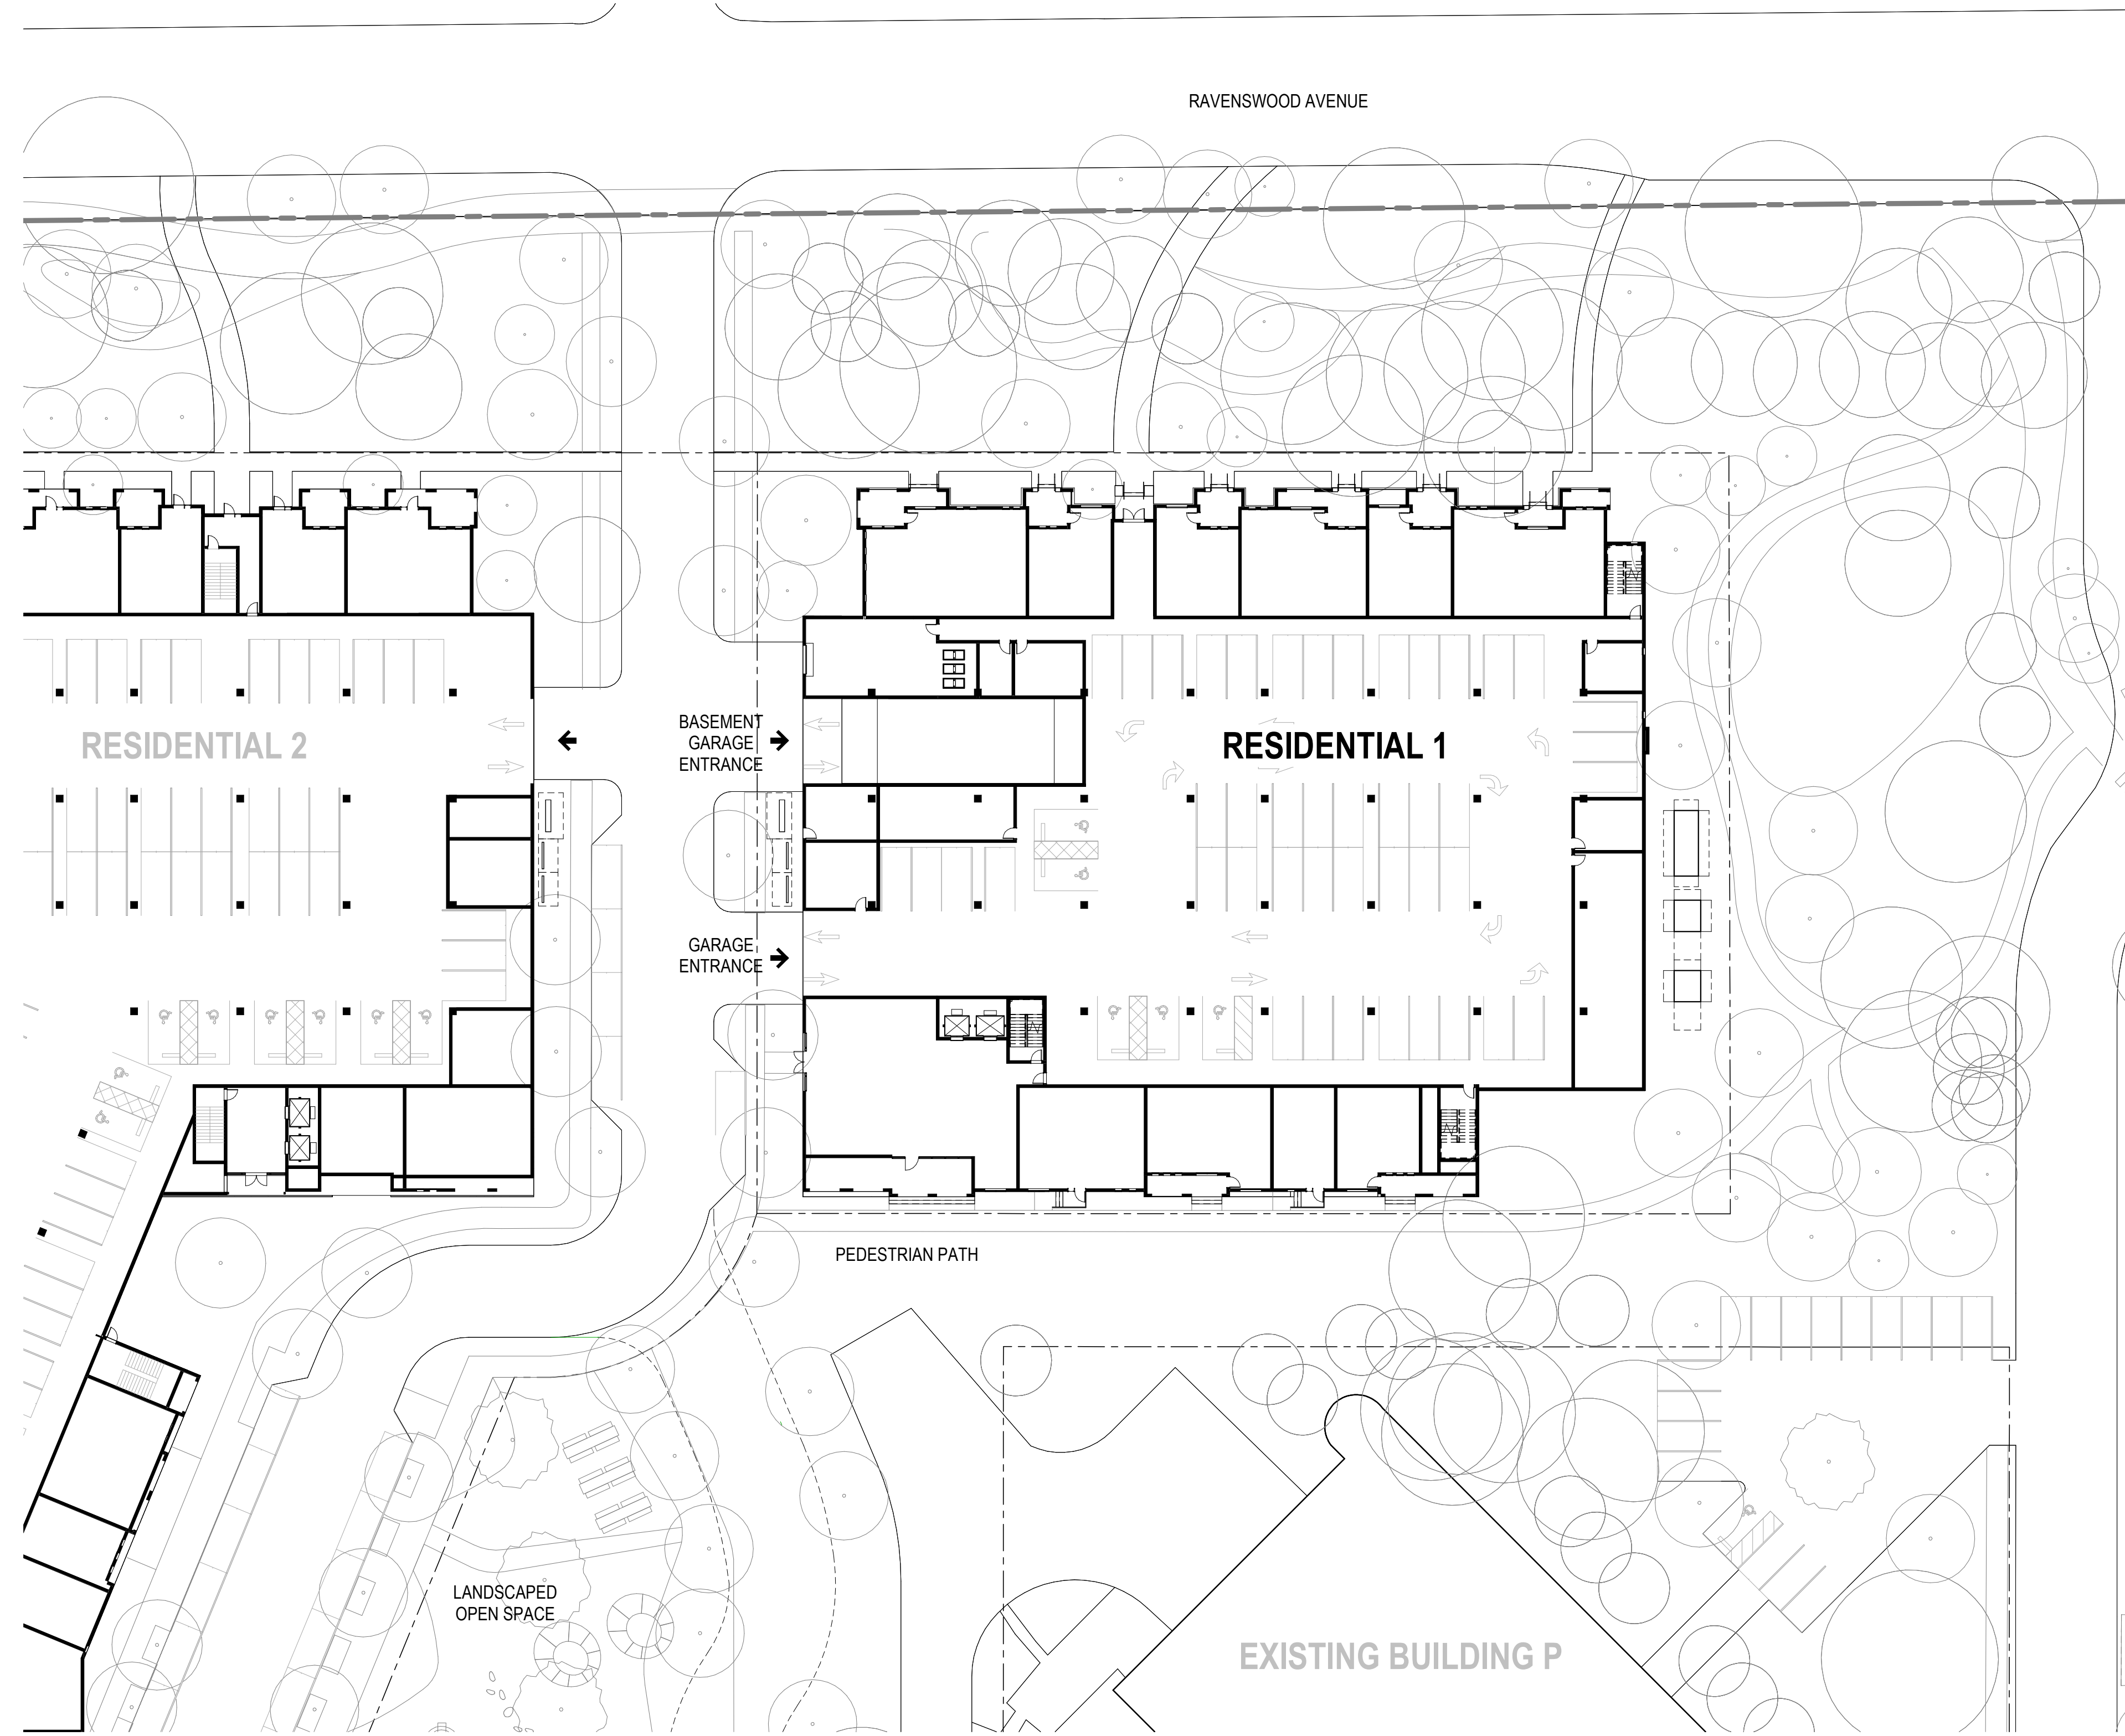 RAVENSWOOD AVENUE
RESIDENTIAL 2
BASEMENT
GARAGE
ENTRANCE
RESIDENTIAL 1
GARAGE
ENTRANCE
PEDESTRIAN PATH
LANDSCAPED
OPEN SPACE
EXISTING BUILDING P